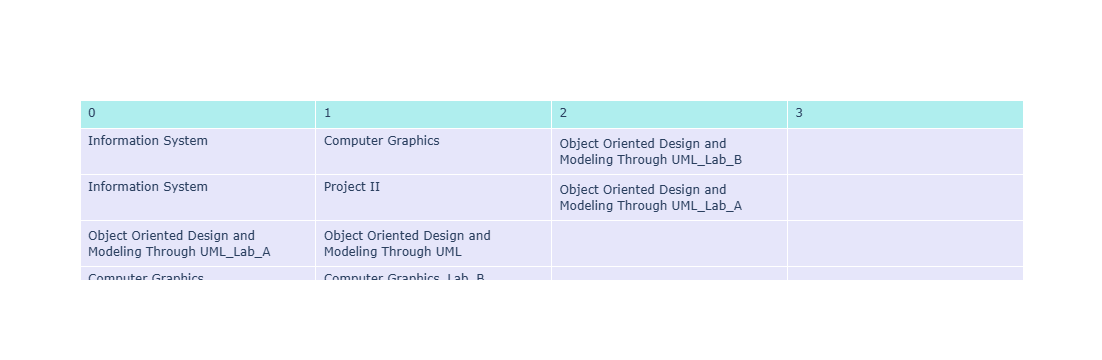 0 1 2 3
Information System Computer Graphics Object Oriented Design and
Modeling Through UML_Lab_B
Information System Project II Object Oriented Design and
Modeling Through UML_Lab_A
Object Oriented Design and Object Oriented Design and
Modeling Through UML_Lab_A Modeling Through UML
Computer Graphics Computer Graphics_Lab_B